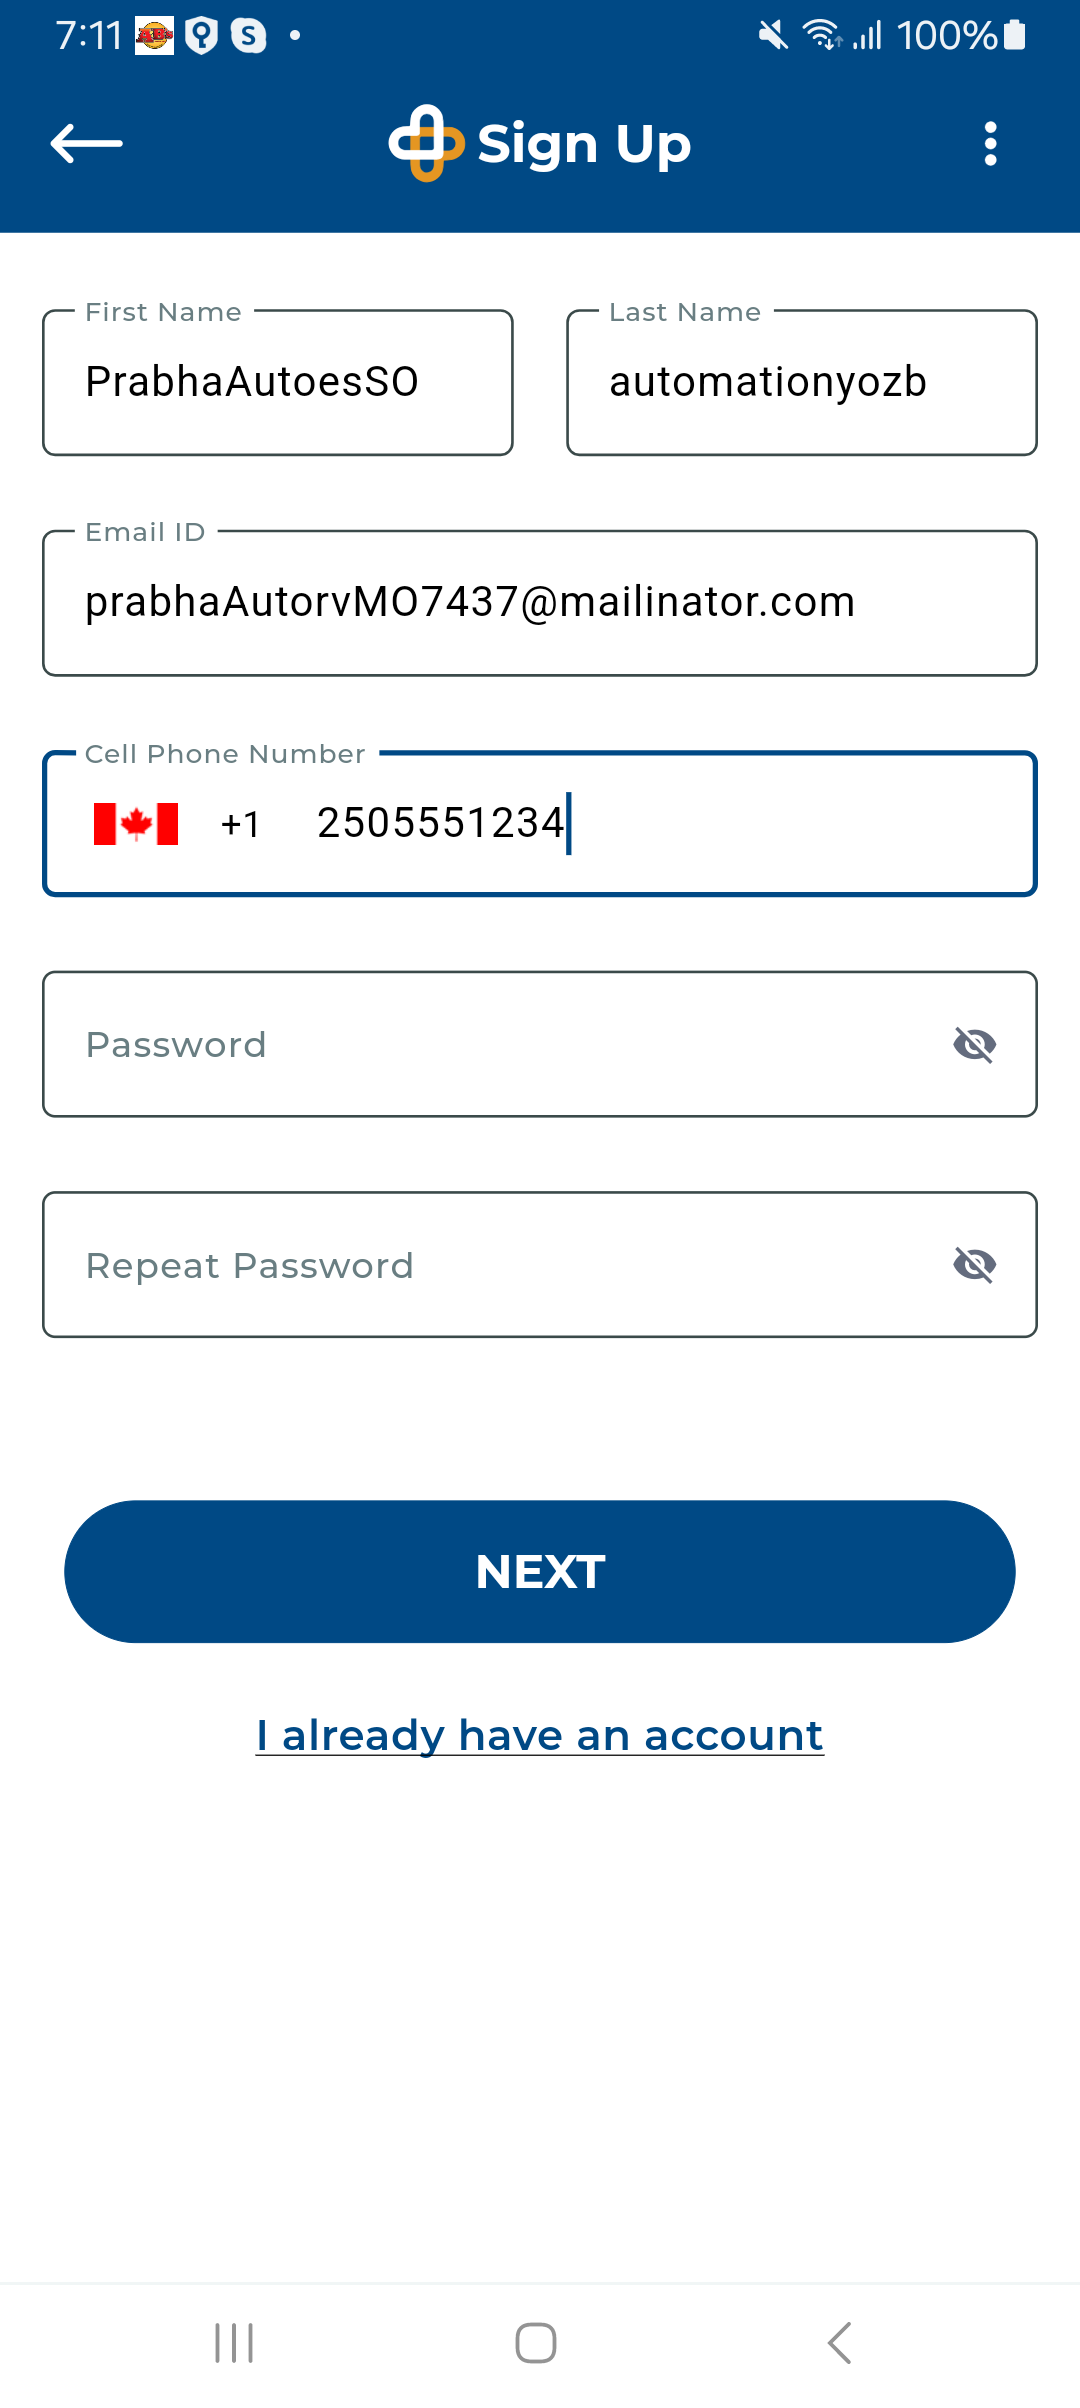 7:11 100%
Sign Up
First Name Last Name
PrabhaAutoesSO automationyozb
Email ID
prabhaAutorvMO7437@mailinator.com
Cell Phone Number
+1 2505551234
Password
Repeat Password
NEXT
I already have an account